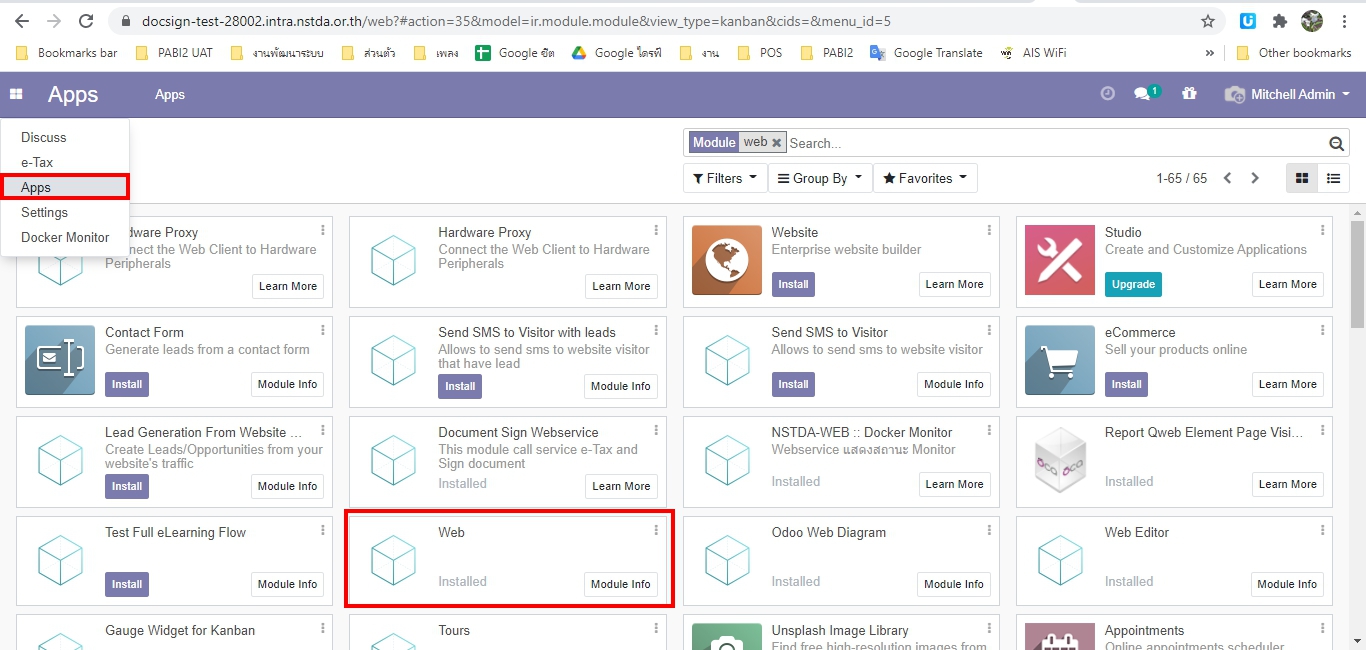 docsign-test-28002.intra.nstda.or.th/web?#action=35&model=ir.module.module&view_type=kanban&cids=&menu_id=5
Bookmarks bar PABI2 UAT งานพัฒนาระบบ ส่วนตัว เพลง Google ชีต Google ไดรฟ์ งาน POS PABI2 Google Translate AIS WiFi » Other bookmarks
Apps Apps 1 Mitchell Admin
Discuss
e-Tax
Apps
Settings
Docker Monitor
Module web Search...
Filters Group By Favorites 1-65 / 65
dware Proxy
nect the Web Client to Hardware
Peripherals
Learn More
Hardware Proxy
Connect the Web Client to Hardware
Peripherals
Learn More
Website
Enterprise website builder
Install Learn More
Studio
Create and Customize Applications
Upgrade Learn More
Contact Form
Generate leads from a contact form
Install Module Info
Send SMS to Visitor with leads
Allows to send sms to website visitor
that have lead
Install Module Info
Send SMS to Visitor
Allows to send sms to website visitor
Install Module Info
eCommerce
Sell your products online
Install Learn More
Lead Generation From Website ...
Create Leads/Opportunities from your
website's traffic
Install Module Info
Document Sign Webservice
This module call service e-Tax and
Sign document
Installed Learn More
NSTDA-WEB :: Docker Monitor
Webservice แสดงสถานะ Monitor
Installed Learn More
Report Qweb Element Page Visi...
Installed Learn More
Test Full eLearning Flow
Install Module Info
Web
Installed Module Info
Odoo Web Diagram
Installed Module Info
Web Editor
Installed Module Info
Gauge Widget for Kanban
Tours
Unsplash Image Library
Find free high-resolution images from
Appointments
Online appointments scheduler